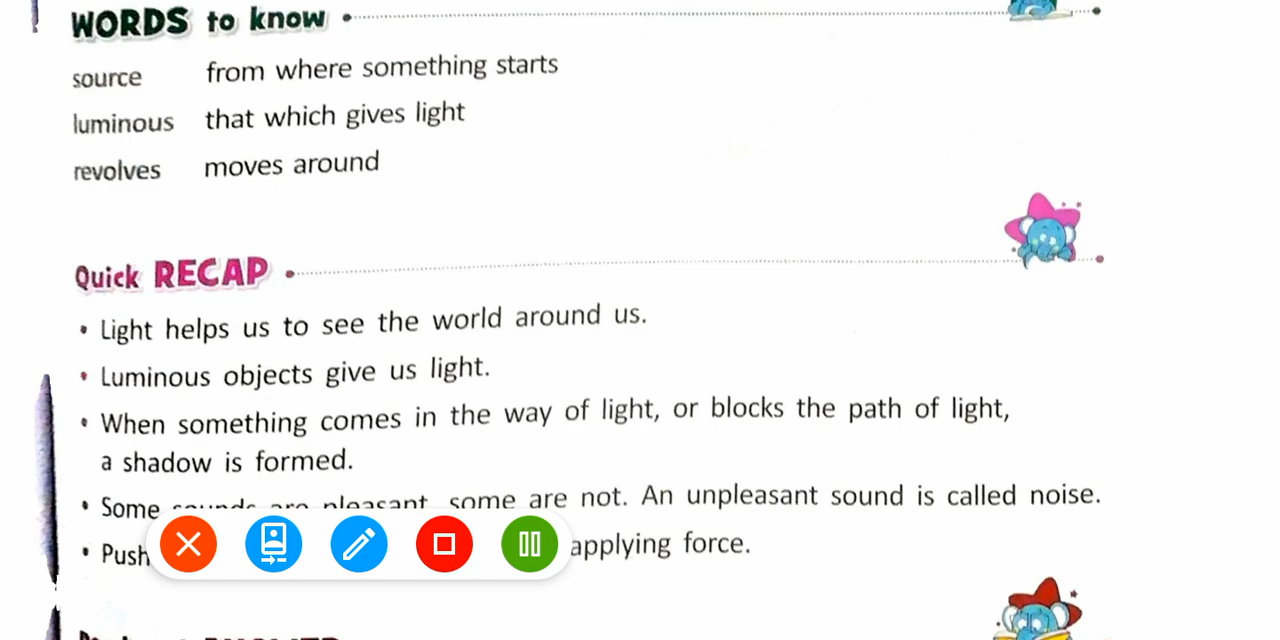 WORDS to know
source from where something starts
luminous that which gives light
revolves moves around
Quick RECAP
• Light helps us to see the world around us.
• Luminous objects give us light.
• When something comes in the way of light, or blocks the path of light,
a shadow is formed.
• Some sounds are pleasant, some are not. An unpleasant sound is called noise.
• Push applying force.